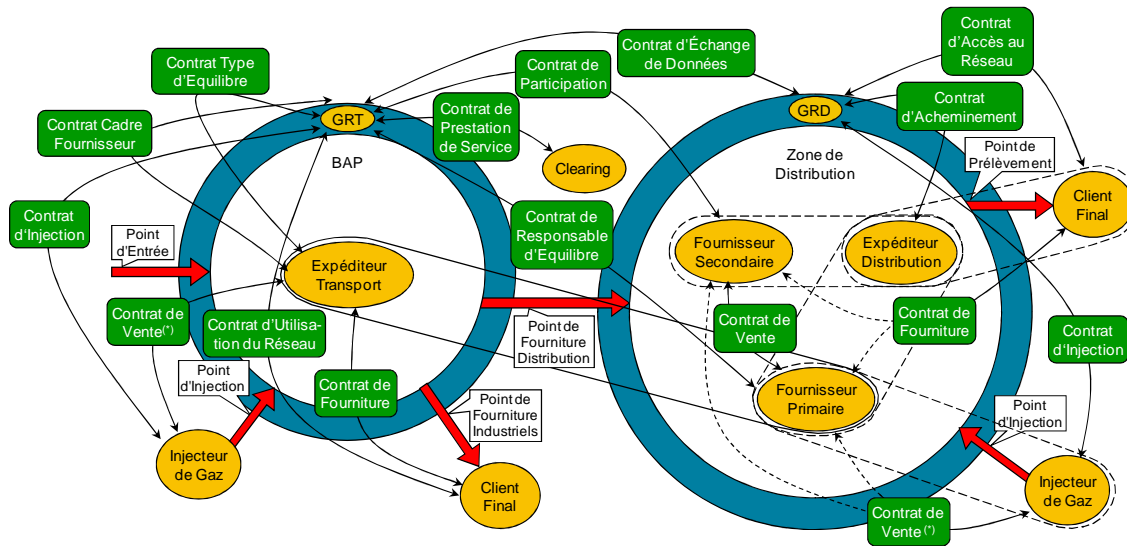 Contrat Type
d'Equilibre
Contrat de
Participation
Contrat d'Échange
de Données
Contrat
d'Accès au
Réseau
Contrat Cadre
Fournisseur
GRT
Contrat de
Prestation
de Service
GRD
Contrat
d'Acheminement
BAP
Clearing
Zone de
Distribution
Point de
Prélèvement
Client
Final
Contrat
d'Injection
Point
d'Entrée
Contrat de
Responsable
d'Equilibre
Fournisseur
Secondaire
Expéditeur
Distribution
Expéditeur
Transport
Contrat de
Vente(*)
Contrat d'Utilisa-
tion du Réseau
Point de
Fourniture
Distribution
Contrat de
Vente
Contrat de
Fourniture
Contrat
d'Injection
Point
d'Injection
Contrat de
Fourniture
Point de
Fourniture
Industriels
Fournisseur
Primaire
Point
d'Injection
Injecteur
de Gaz
Client
Final
Contrat de
Vente(*)
Injecteur
de Gaz